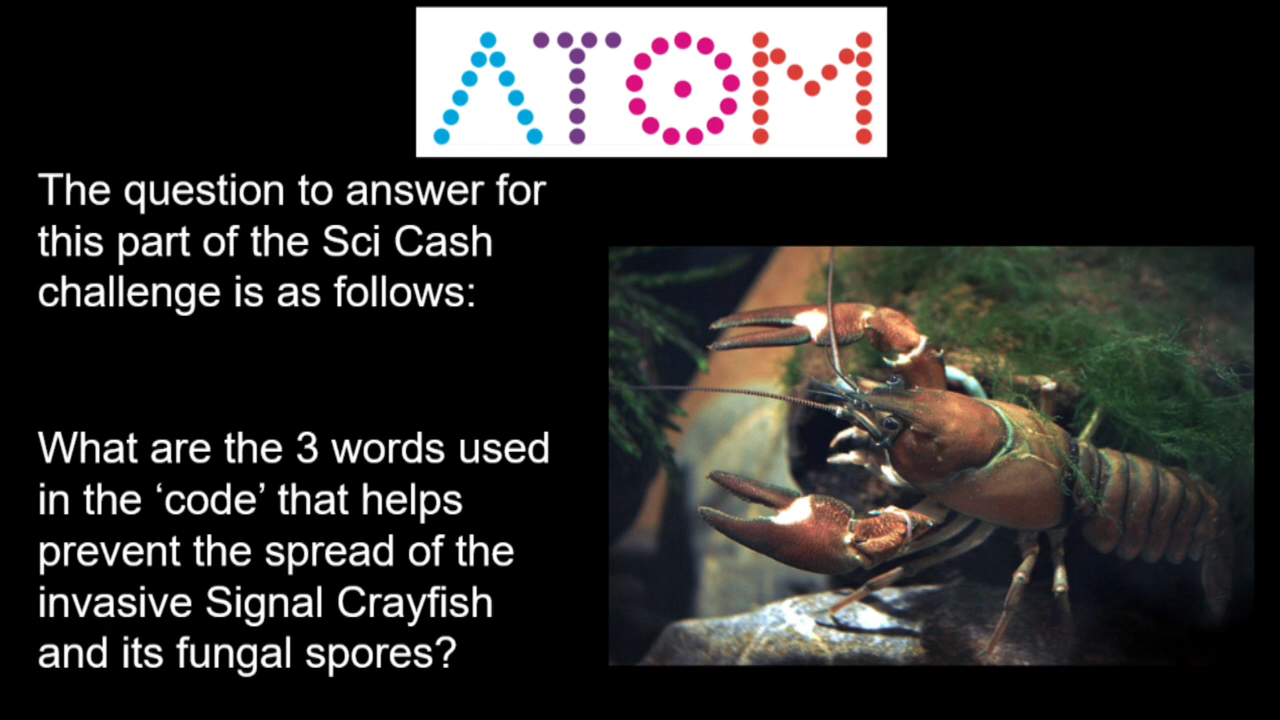 ATOM
The question to answer for
this part of the Sci Cash
challenge is as follows:
What are the 3 words used
in the ‘code’ that helps
prevent the spread of the
invasive Signal Crayfish
and its fungal spores?